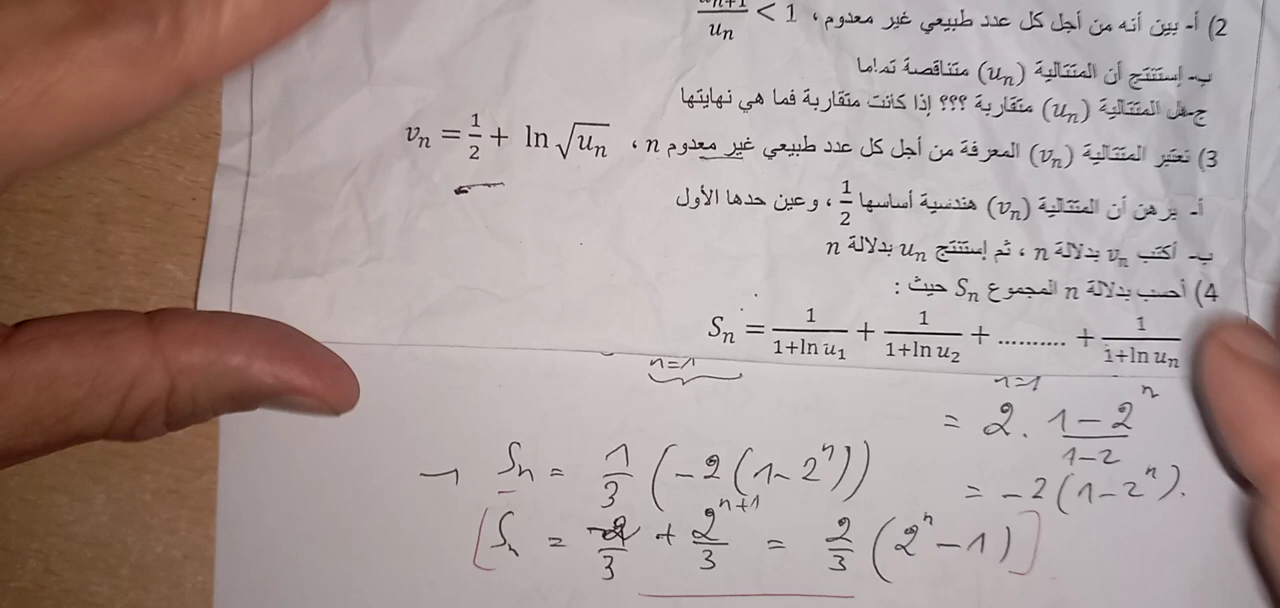 2) أ- بين أنه من أجل كل عدد طبيعي غير معدوم، u_{n+1}/u_n < 1
ب- إستنتج أن المتتالية (u_n) متناقصة تماما
ج- هل المتتالية (u_n) متقاربة ؟؟؟ إذا كانت متقاربة فما هي نهايتها
3) نعتبر المتتالية (v_n) المعرفة من أجل كل عدد طبيعي غير معدوم n ، v_n = 1/2 + ln √u_n
أ- برهن أن المتتالية (v_n) هندسية أساسها 1/2 ، وعين حدها الأول
ب- أكتب v_n بدلالة n ، ثم إستنتج u_n بدلالة n
4) أحسب بدلالة n المجموع S_n حيث :
S_n = 1/(1+ln u_1) + 1/(1+ln u_2) + .......... + 1/(1+ln u_n)
n=1
n=1
= 2. (1-2^n)/(1-2)
→ S_n = 1/3 (-2(1-2^n))
= -2(1-2^n).
S_n = -2/3 + 2^{n+1}/3 = 2/3 (2^n -1)